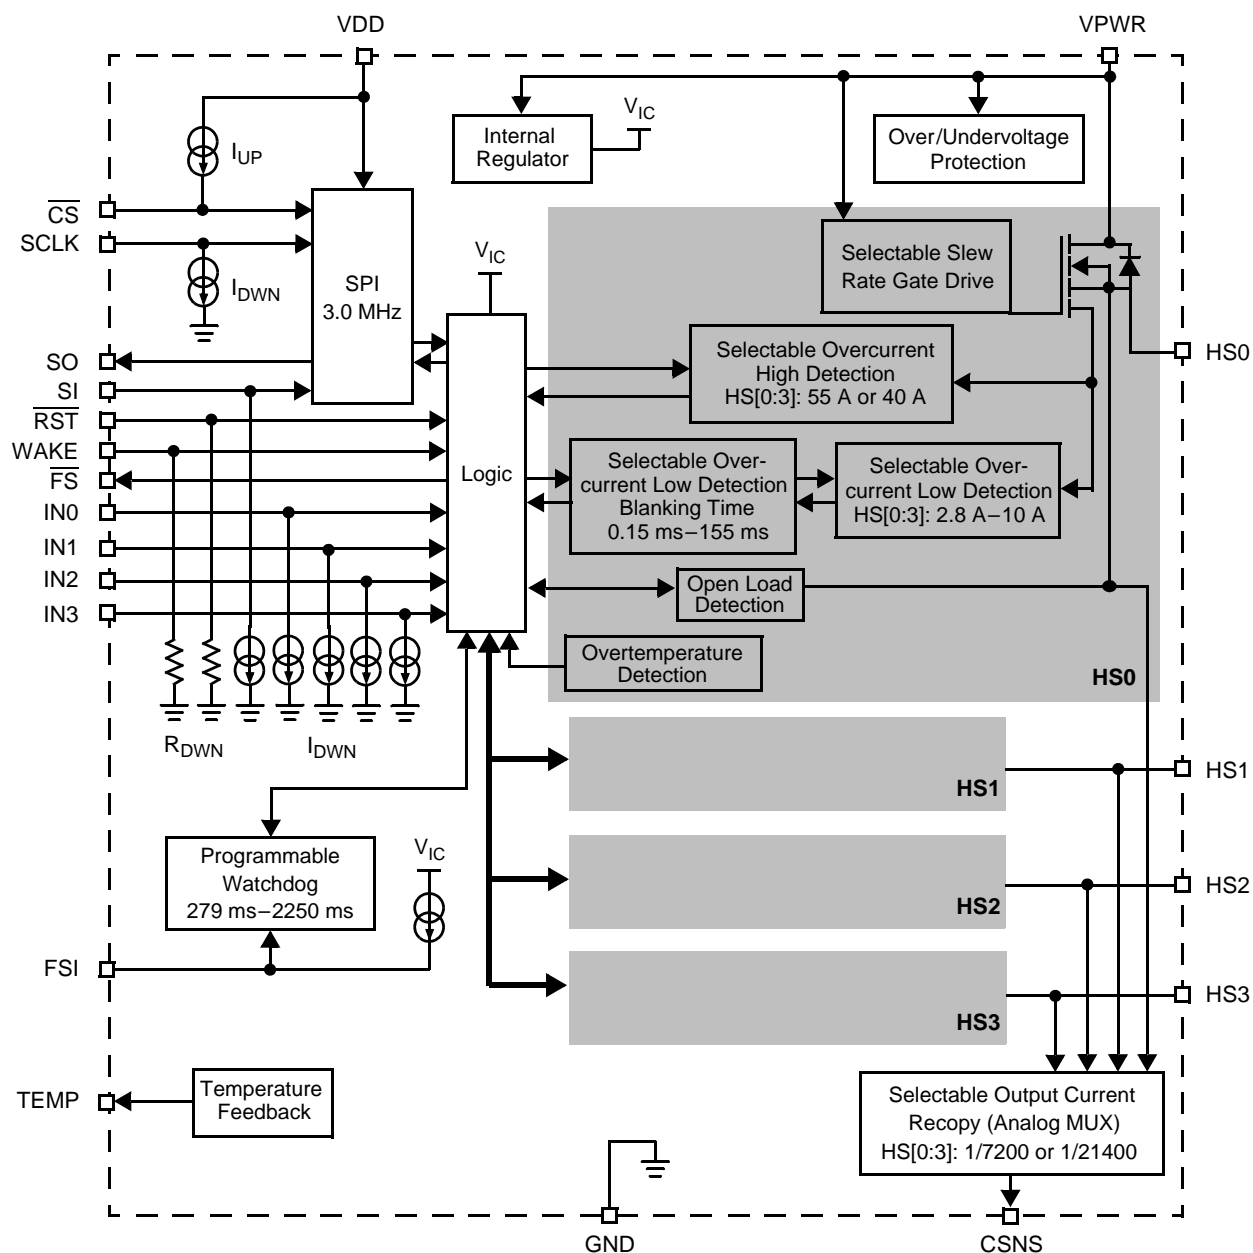 VDD
VPWR
Internal
Regulator
VIC
Over/Undervoltage
Protection
IUP
CS
SCLK
IDWN
SPI
3.0 MHz
VIC
Selectable Slew
Rate Gate Drive
SO
SI
RST
WAKE
FS
IN0
IN1
IN2
IN3
Logic
Selectable Overcurrent
High Detection
HS[0:3]: 55 A or 40 A
HS0
Selectable Over-
current Low Detection
Blanking Time
0.15 ms–155 ms
Selectable Over-
current Low Detection
HS[0:3]: 2.8 A–10 A
Open Load
Detection
Overtemperature
Detection
HS0
RDWN
IDWN
HS1
HS1
Programmable
Watchdog
279 ms–2250 ms
VIC
HS2
HS2
FSI
HS3
HS3
TEMP
Temperature
Feedback
Selectable Output Current
Recopy (Analog MUX)
HS[0:3]: 1/7200 or 1/21400
GND
CSNS